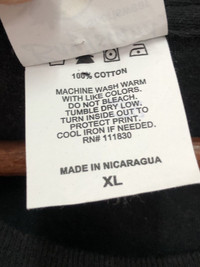 100% COTTON
MACHINE WASH WARM
WITH LIKE COLORS.
DO NOT BLEACH.
TUMBLE DRY LOW.
TURN INSIDE OUT TO
PROTECT PRINT.
COOL IRON IF NEEDED.
RN# 111830
MADE IN NICARAGUA
XL